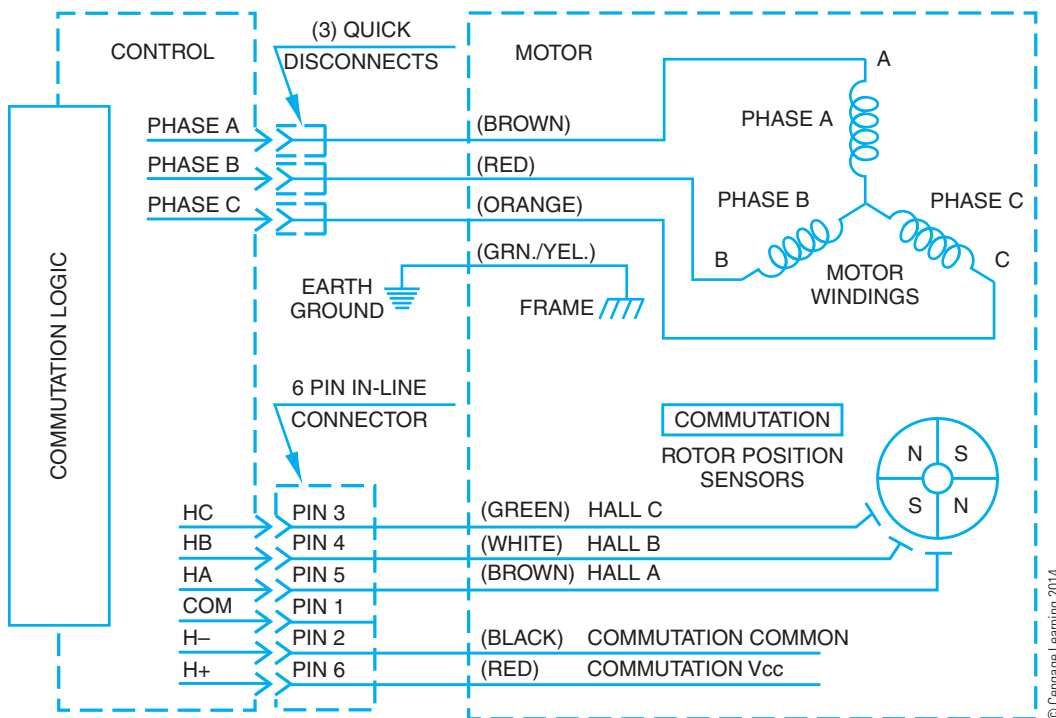 CONTROL
(3) QUICK
DISCONNECTS
MOTOR
A
PHASE A
(BROWN)
PHASE A
PHASE B
(RED)
PHASE B
PHASE C
PHASE C
(ORANGE)
B
C
(GRN./YEL.)
MOTOR
WINDINGS
EARTH
GROUND
FRAME
COMMUTATION LOGIC
6 PIN IN-LINE
CONNECTOR
COMMUTATION
ROTOR POSITION
SENSORS
N S
S N
HC PIN 3 (GREEN) HALL C
HB PIN 4 (WHITE) HALL B
HA PIN 5 (BROWN) HALL A
COM PIN 1
H– PIN 2 (BLACK) COMMUTATION COMMON
H+ PIN 6 (RED) COMMUTATION Vcc
© Cengage Learning 2014